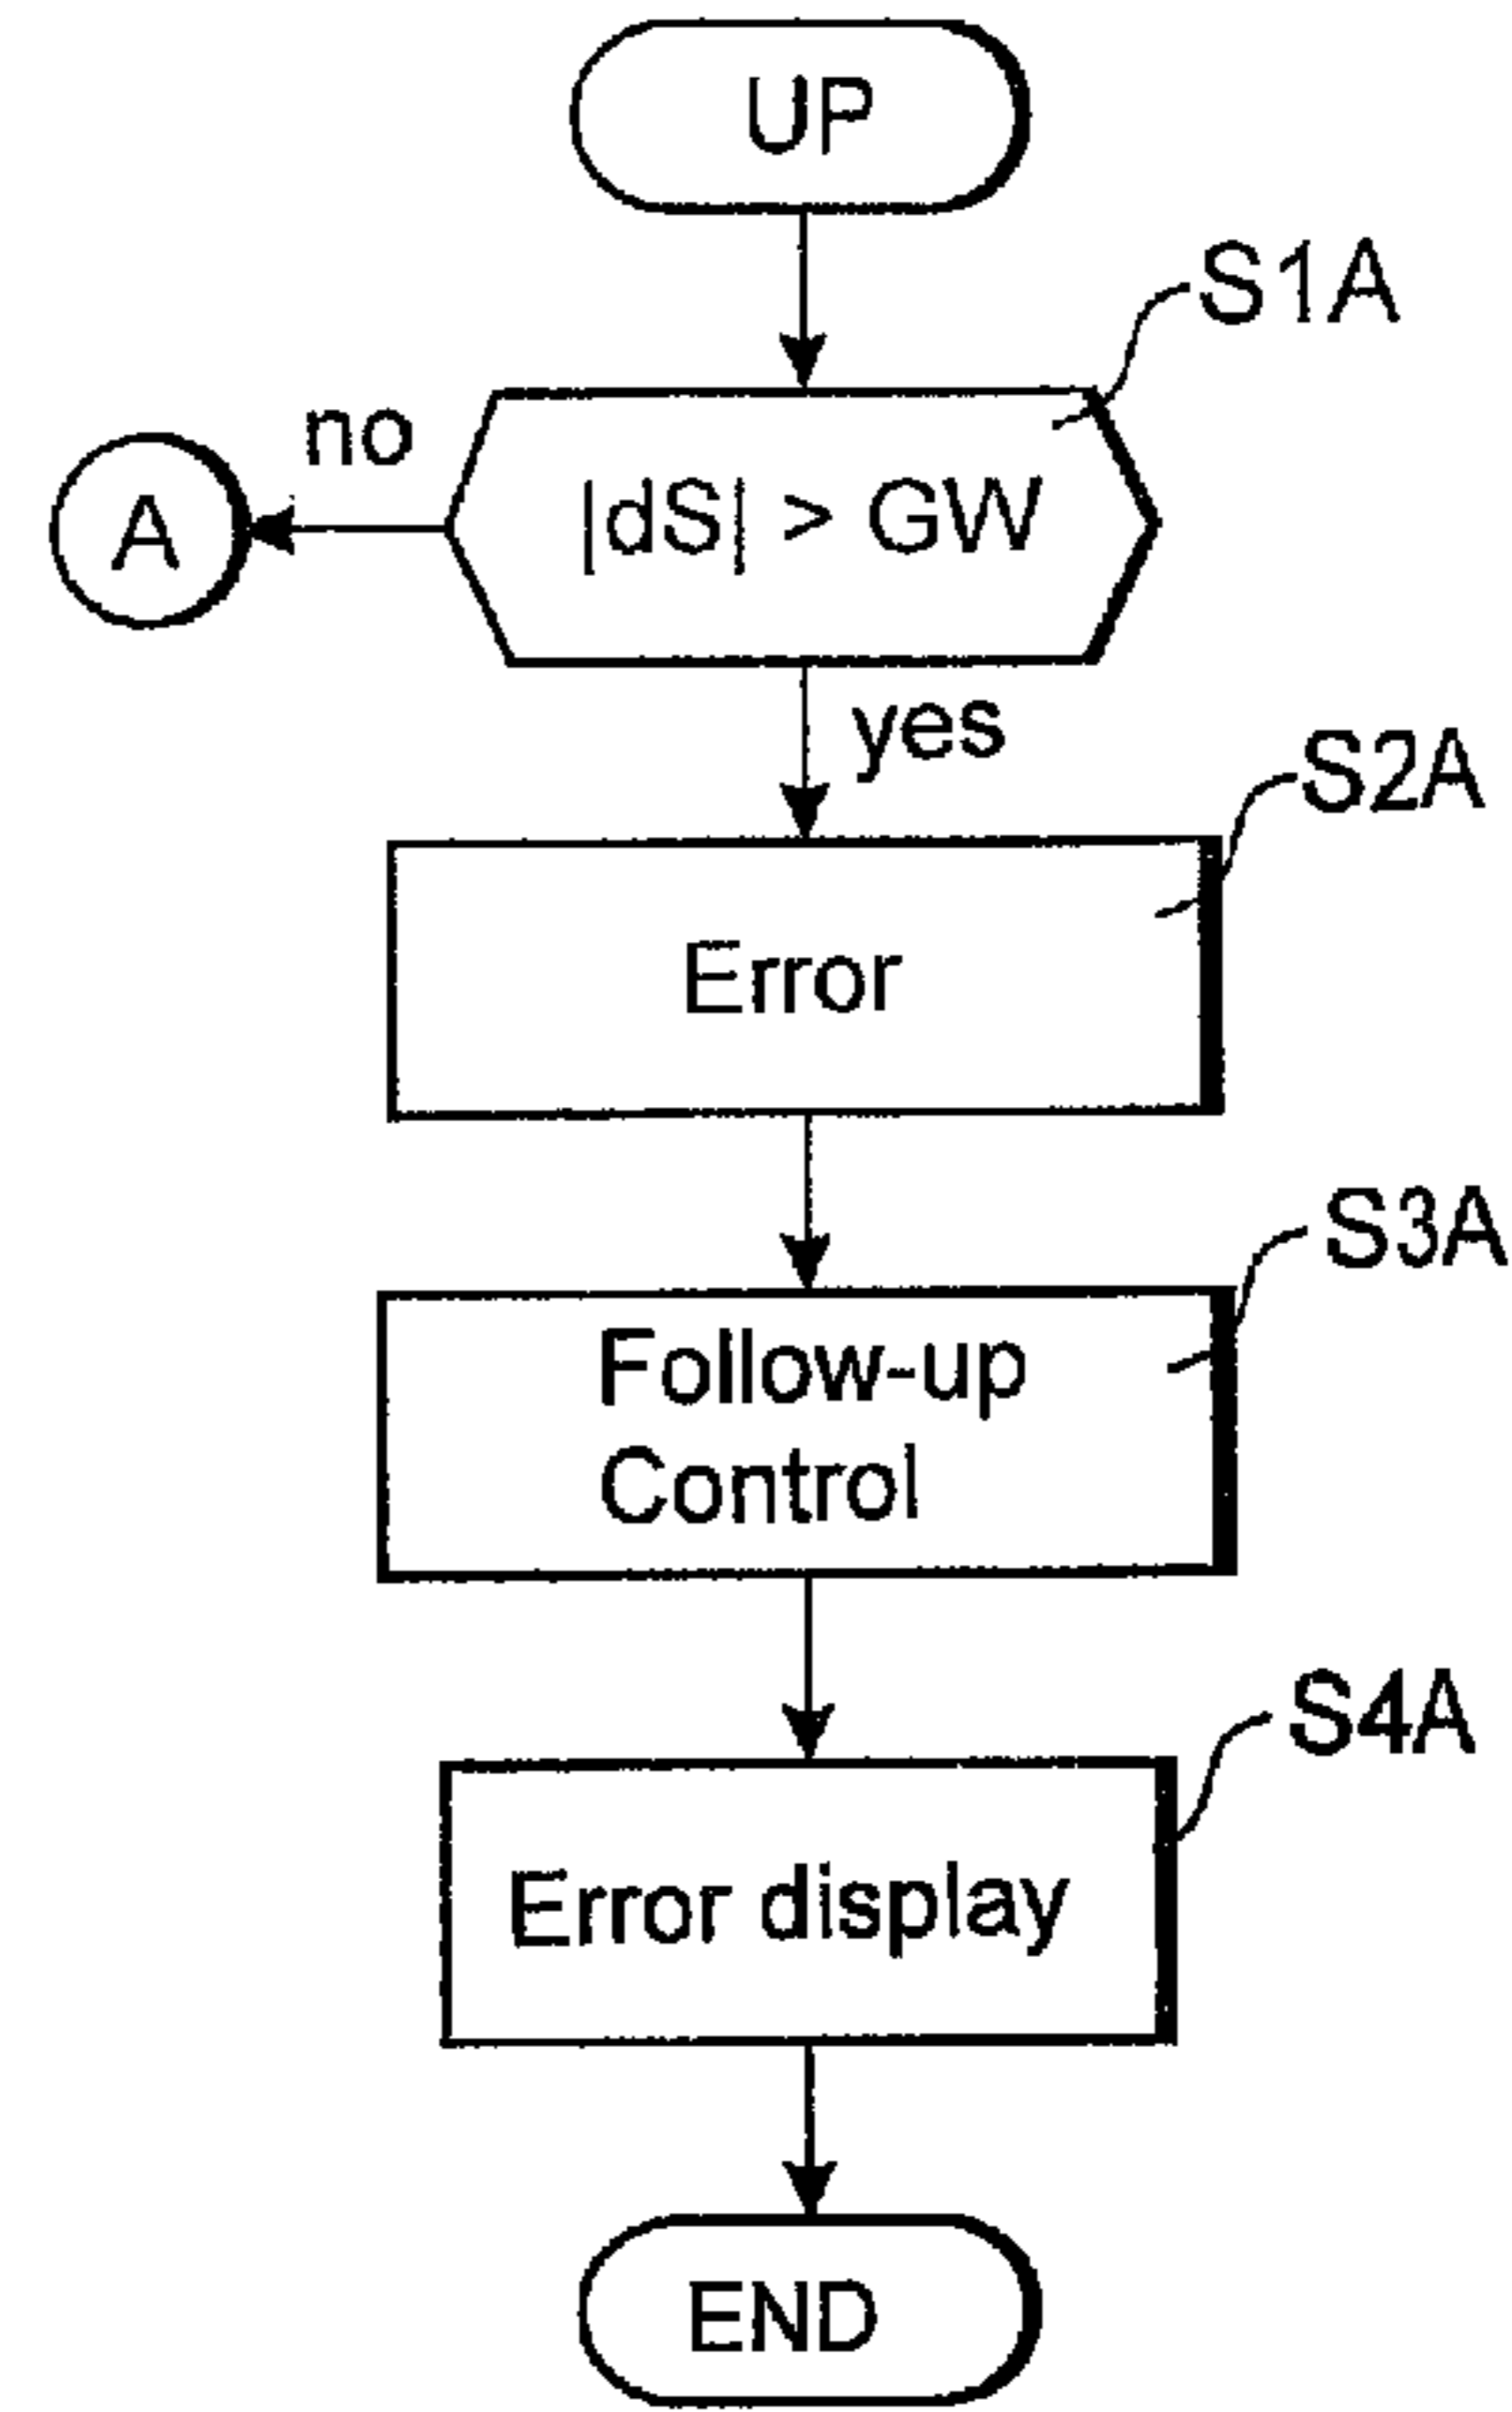 UP
S1A
no
A
|dS| > GW
yes
S2A
Error
S3A
Follow-up
Control
S4A
Error display
END